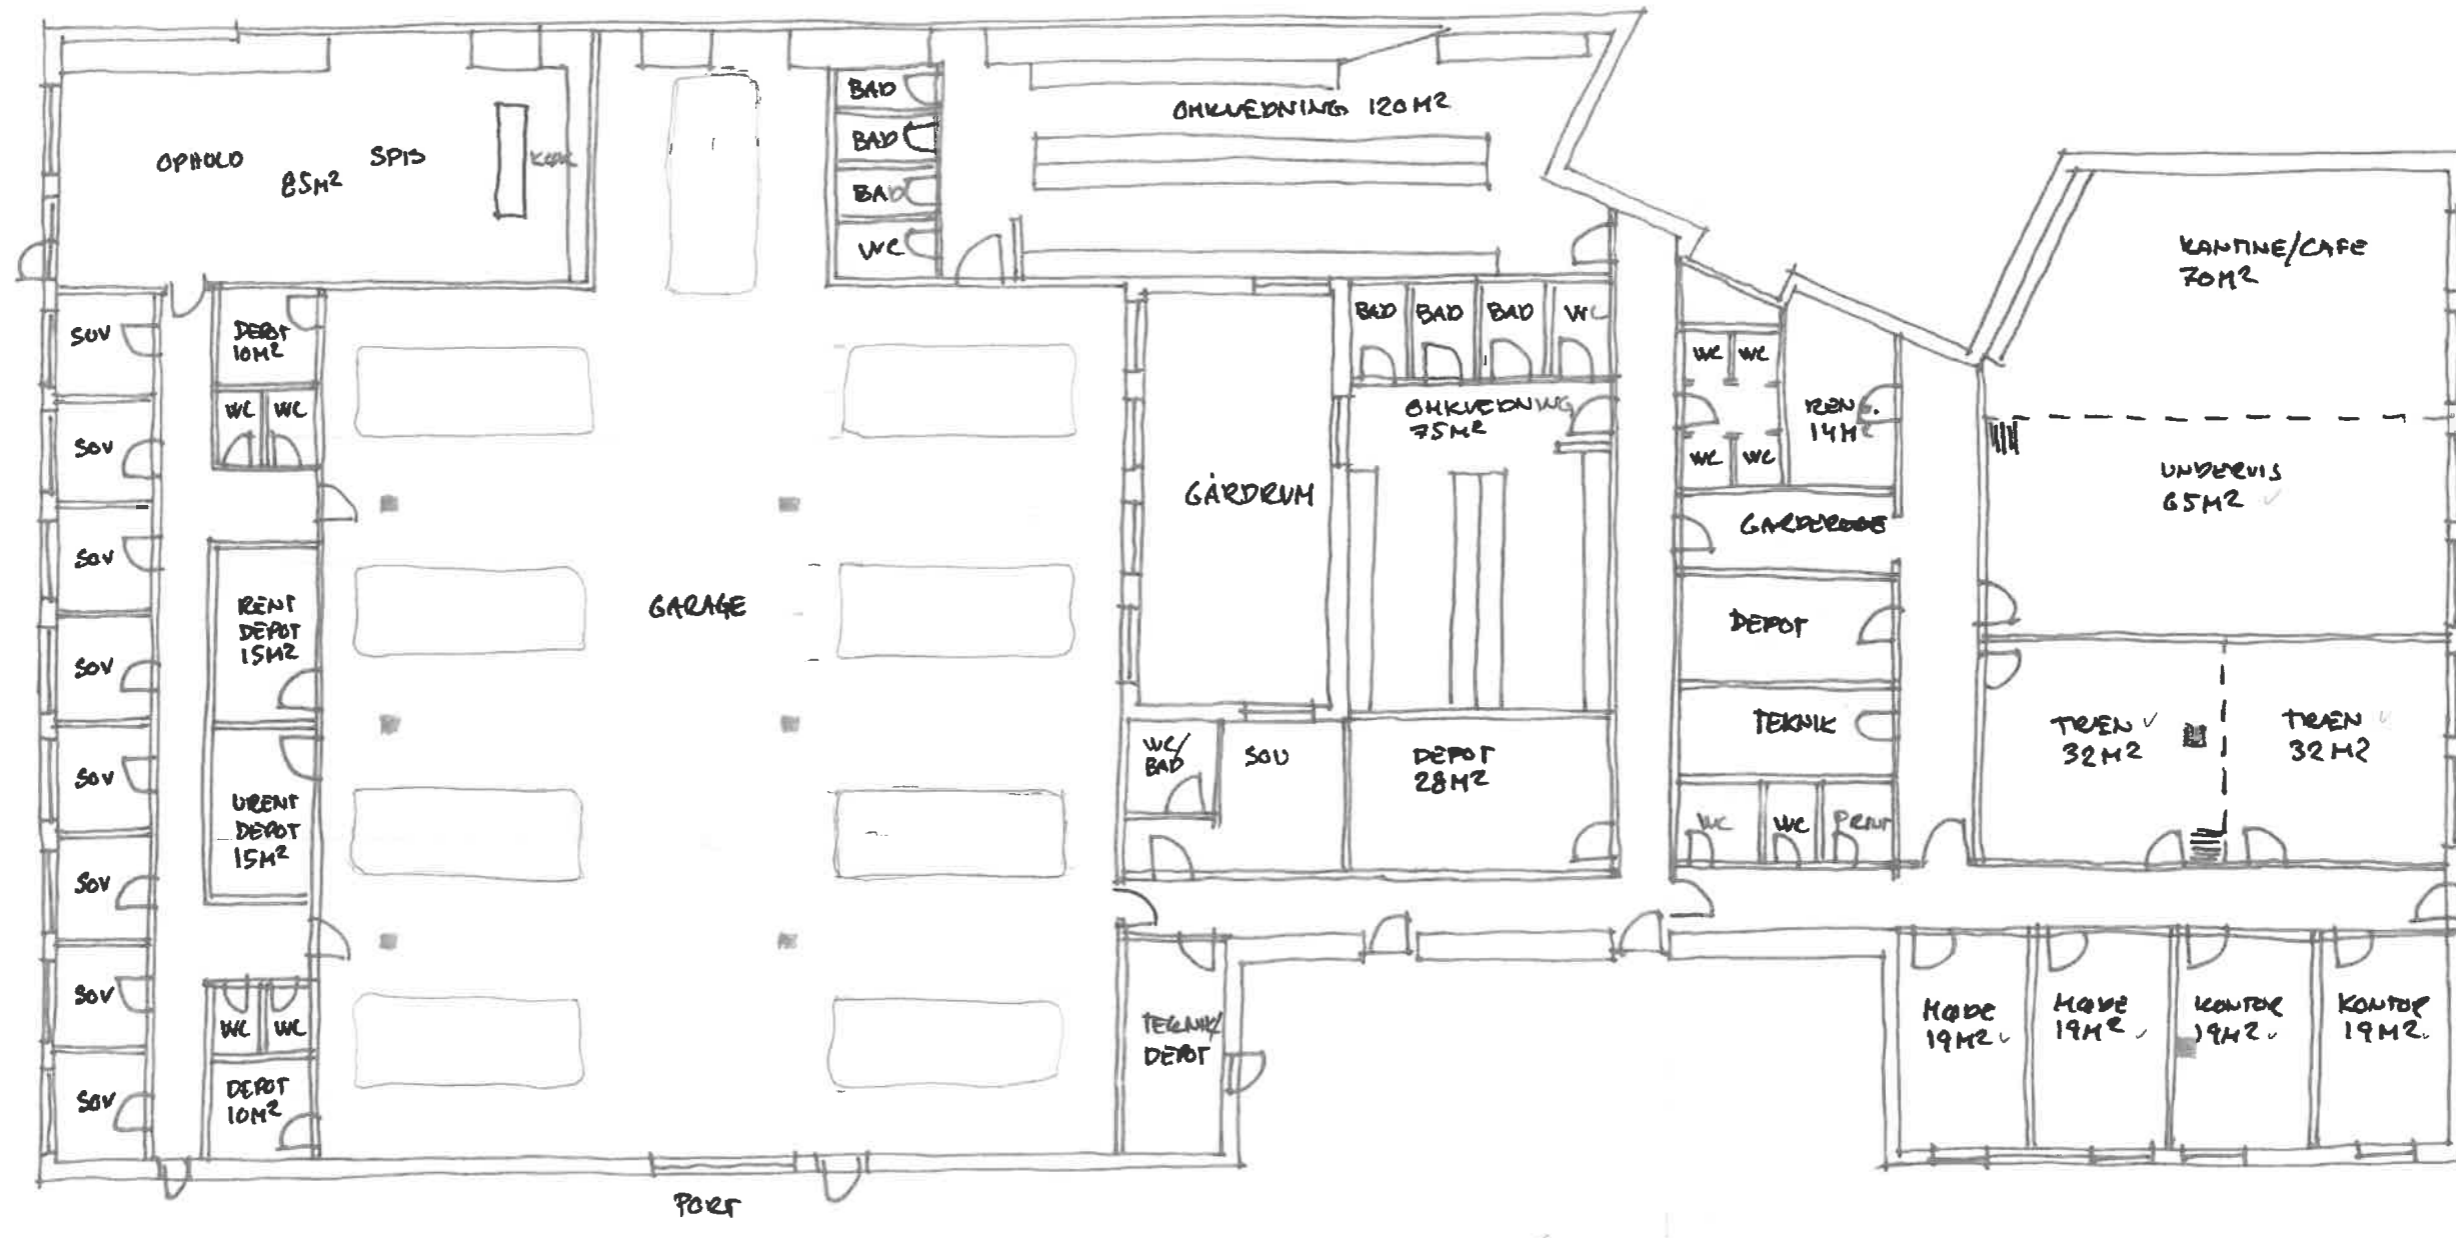 OPHOLD
SPIS
85M2
KØK
BAD
BAD
BAD
WC
OMKLÆDNING 120M2
KANTINE/CAFE
70M2
SOV
SOV
SOV
SOV
SOV
SOV
SOV
SOV
DEPOT
10M2
WC
WC
RENT
DEPOT
15M2
URENT
DEPOT
15M2
WC
WC
DEPOT
10M2
GARAGE
PORT
GÅRDRUM
BAD
BAD
BAD
WC
OMKLÆDNING
75M2
WC/
BAD
SOV
DEPOT
28M2
TEKNIK/
DEPOT
WC
WC
WC
WC
RENG.
14M2
GARDEROBE
DEPOT
TEKNIK
WC
WC
PRINT
UNDERVIS
65M2
TRÆN
32M2
TRÆN
32M2
MØDE
19M2
MØDE
19M2
KONTOR
19M2
KONTOR
19M2